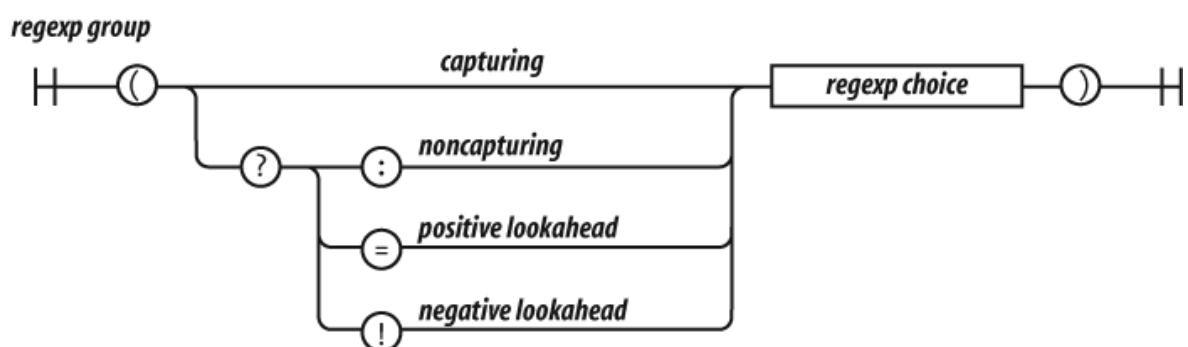 regexp group
capturing
( regexp choice )
noncapturing
? :
positive lookahead
=
negative lookahead
!